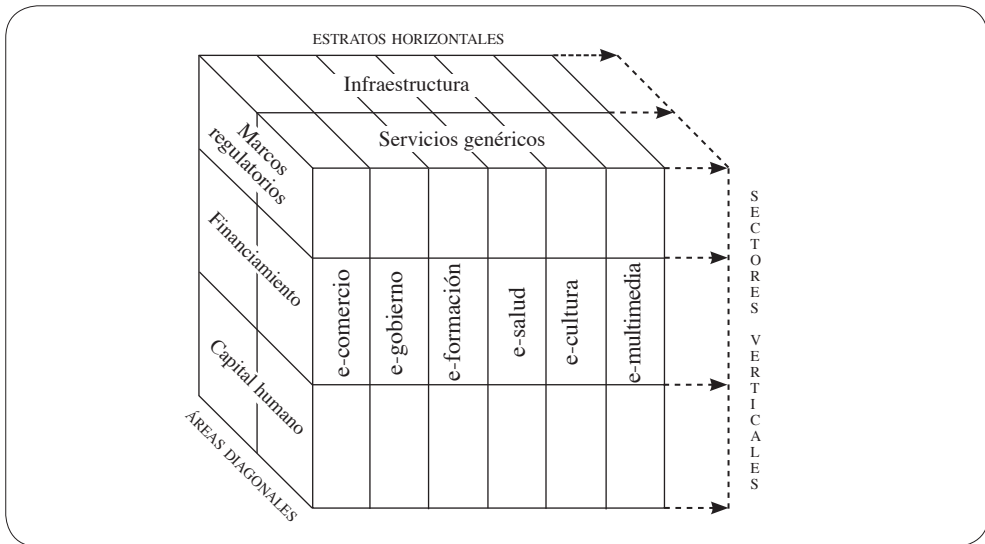 ESTRATOS HORIZONTALES
Infraestructura
Servicios genéricos
Marcos
regulatorios
Financiamiento
Capital humano
ÁREAS DIAGONALES
e-comercio
e-gobierno
e-formación
e-salud
e-cultura
e-multimedia
SECTORES VERTICALES